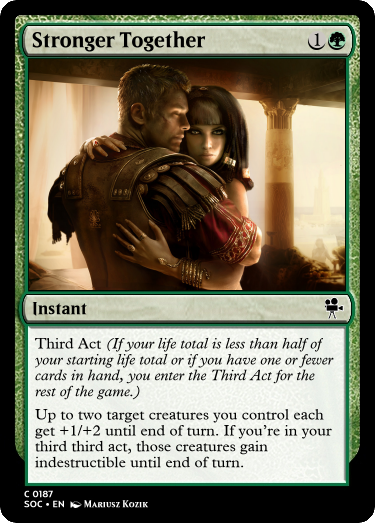 Stronger Together
1
Instant
Third Act (If your life total is less than half of
your starting life total or if you have one or fewer
cards in hand, you enter the Third Act for the
rest of the game.)
Up to two target creatures you control each
get +1/+2 until end of turn. If you're in your
third third act, those creatures gain
indestructible until end of turn.
C 0187
SOC • EN Mariusz Kozik